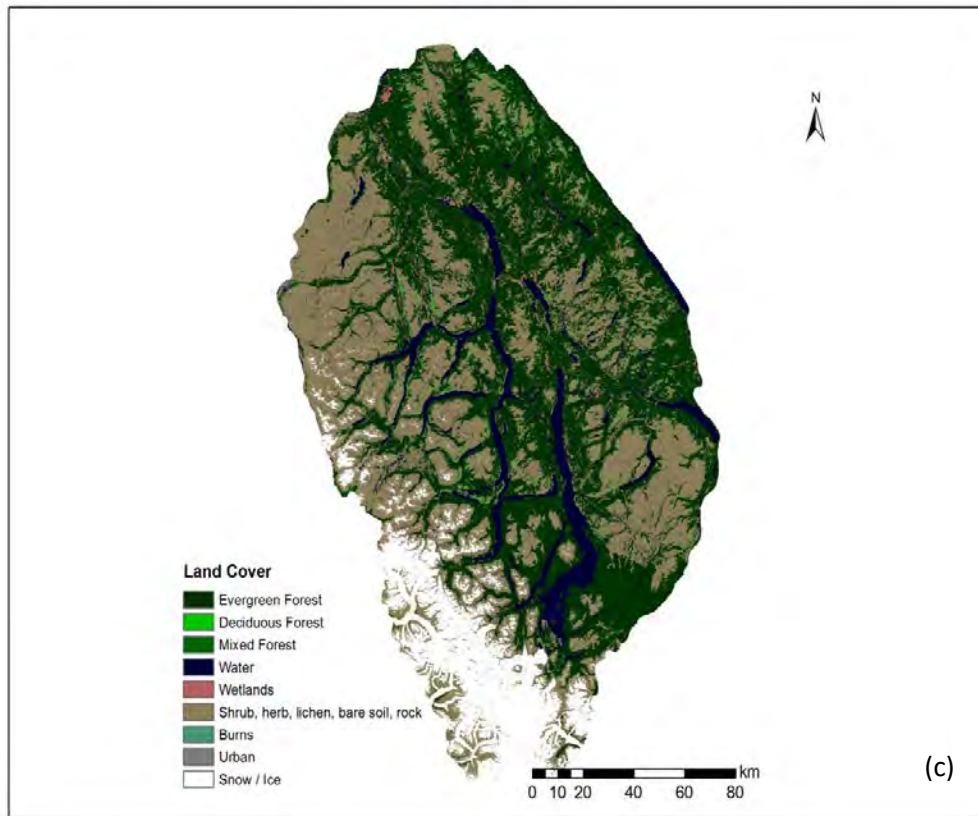 N
Land Cover
Evergreen Forest
Deciduous Forest
Mixed Forest
Water
Wetlands
Shrub, herb, lichen, bare soil, rock
Burns
Urban
Snow / Ice
km
0 10 20 40 60 80
(c)